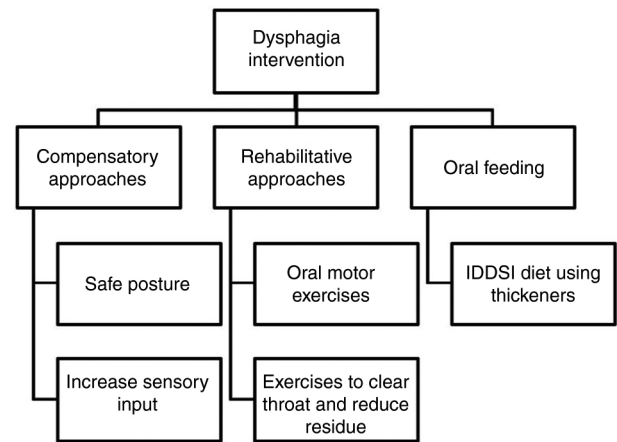 Dysphagia
intervention
Compensatory
approaches
Rehabilitative
approaches
Oral feeding
Safe posture
Oral motor
exercises
IDDSI diet using
thickeners
Increase sensory
input
Exercises to clear
throat and reduce
residue